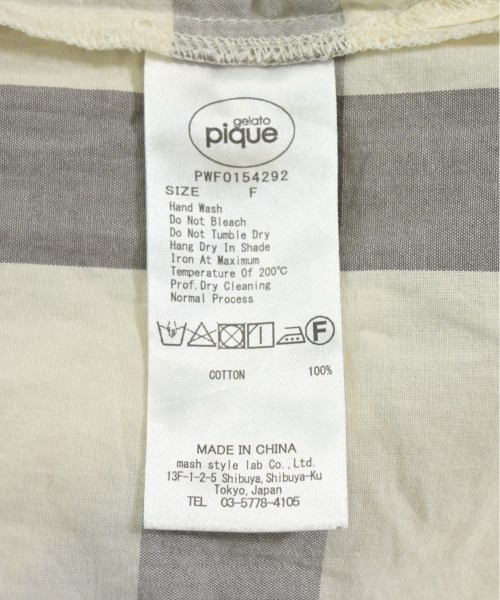 gelato
pique
PWF0154292
SIZE F
Hand Wash
Do Not Bleach
Do Not Tumble Dry
Hang Dry In Shade
Iron At Maximum
Temperature Of 200℃
Prof.Dry Cleaning
Normal Process
F
COTTON 100%
MADE IN CHINA
mash style lab Co.,Ltd.
13F-1-2-5 Shibuya,Shibuya-Ku
Tokyo,Japan
TEL 03-5778-4105